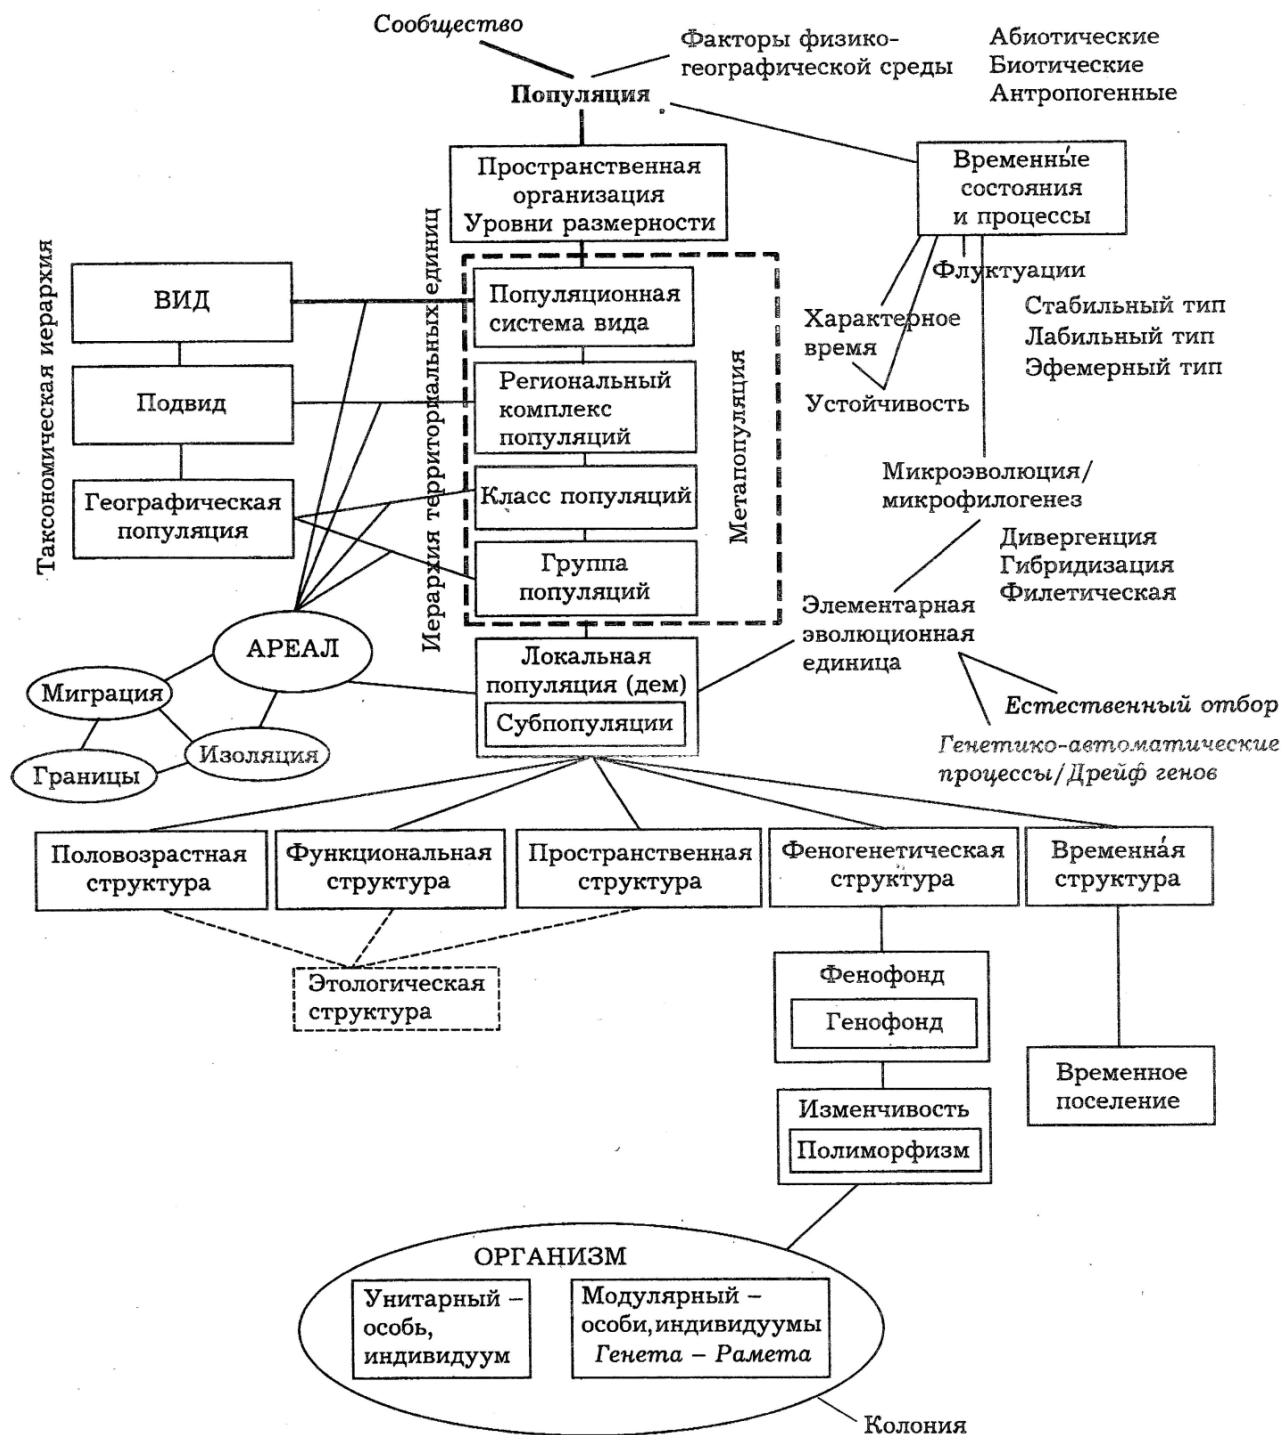 Сообщество
Факторы физико-
географической среды
Абиотические
Биотические
Антропогенные
Популяция
Пространственная
организация
Уровни размерности
Временны́е
состояния
и процессы
Таксономическая иерархия
ВИД
Подвид
Географическая
популяция
Иерархия территориальных единиц
Популяционная
система вида
Региональный
комплекс
популяций
Класс популяций
Группа
популяций
Метапопуляция
Флуктуации
Стабильный тип
Лабильный тип
Эфемерный тип
Характерное
время
Устойчивость
Микроэволюция/
микрофилогенез
Дивергенция
Гибридизация
Филетическая
Элементарная
эволюционная
единица
Естественный отбор
Генетико-автоматические
процессы/Дрейф генов
АРЕАЛ
Миграция
Изоляция
Границы
Локальная
популяция (дем)
Субпопуляции
Половозрастная
структура
Функциональная
структура
Пространственная
структура
Феногенетическая
структура
Временна́я
структура
Этологическая
структура
Фенофонд
Генофонд
Изменчивость
Полиморфизм
Временное
поселение
ОРГАНИЗМ
Унитарный –
особь,
индивидуум
Модулярный –
особи,индивидуумы
Генета – Рамета
Колония